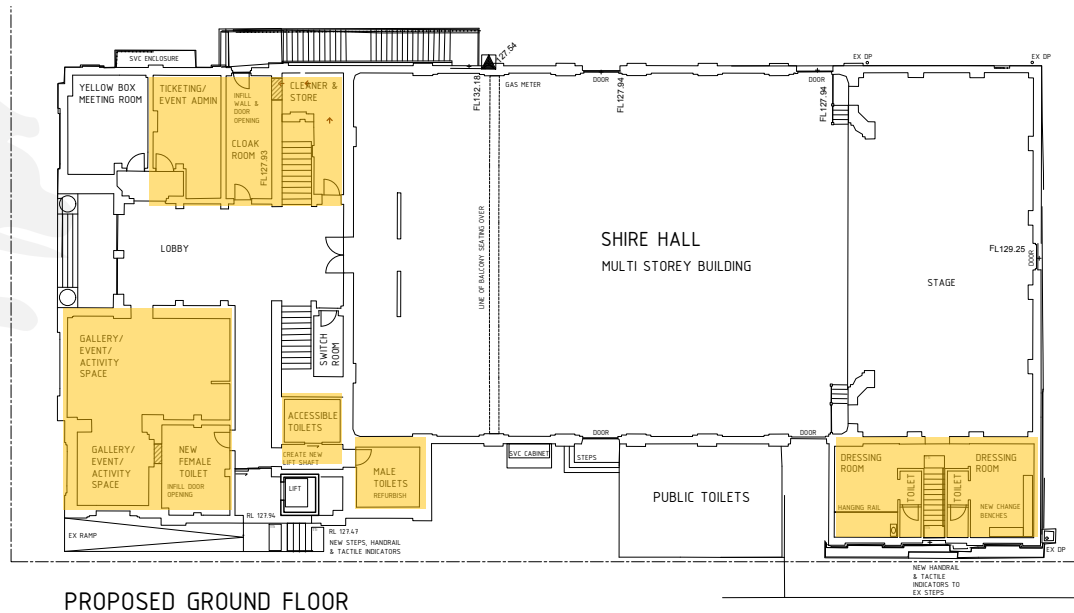 SVC ENCLOSURE
127.54
EX DP
EX DP
YELLOW BOX
MEETING ROOM
TICKETING/
EVENT ADMIN
INFILL
WALL &
DOOR
OPENING
CLEANER &
STORE
FL132.18
GAS METER
DOOR
FL127.94
DOOR
FL127.94
CLOAK
ROOM
FL127.93
LOBBY
LINE OF BALCONY SEATING OVER
SHIRE HALL
MULTI STOREY BUILDING
FL129.25
DOOR
STAGE
GALLERY/
EVENT/
ACTIVITY
SPACE
SWITCH
ROOM
ACCESSIBLE
TOILETS
GALLERY/
EVENT/
ACTIVITY
SPACE
NEW
FEMALE
TOILET
INFILL DOOR
OPENING
CREATE NEW
LIFT SHAFT
MALE
TOILETS
REFURBISH
LIFT
SVC CABINET
STEPS
DOOR
DOOR
DRESSING
ROOM
TOILET
TOILET
DRESSING
ROOM
HANGING RAIL
NEW CHANGE
BENCHES
PUBLIC TOILETS
RL 127.94
EX RAMP
RL 127.47
NEW STEPS, HANDRAIL
& TACTILE INDICATORS
EX DP
NEW HANDRAIL
& TACTILE
INDICATORS TO
EX STEPS
PROPOSED GROUND FLOOR